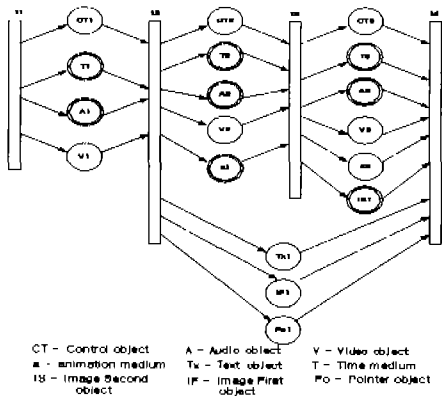 CT1
T1
A1
V1
CT2
T2
A2
V2
CT3
T3
A3
V3
Tx1
IF1
Po1
CT - Control object
A - Audio object
V - Video object
a - animation medium
Tx - Text object
T - Time medium
IS - Image Second object
IF - Image First object
Po - Pointer object